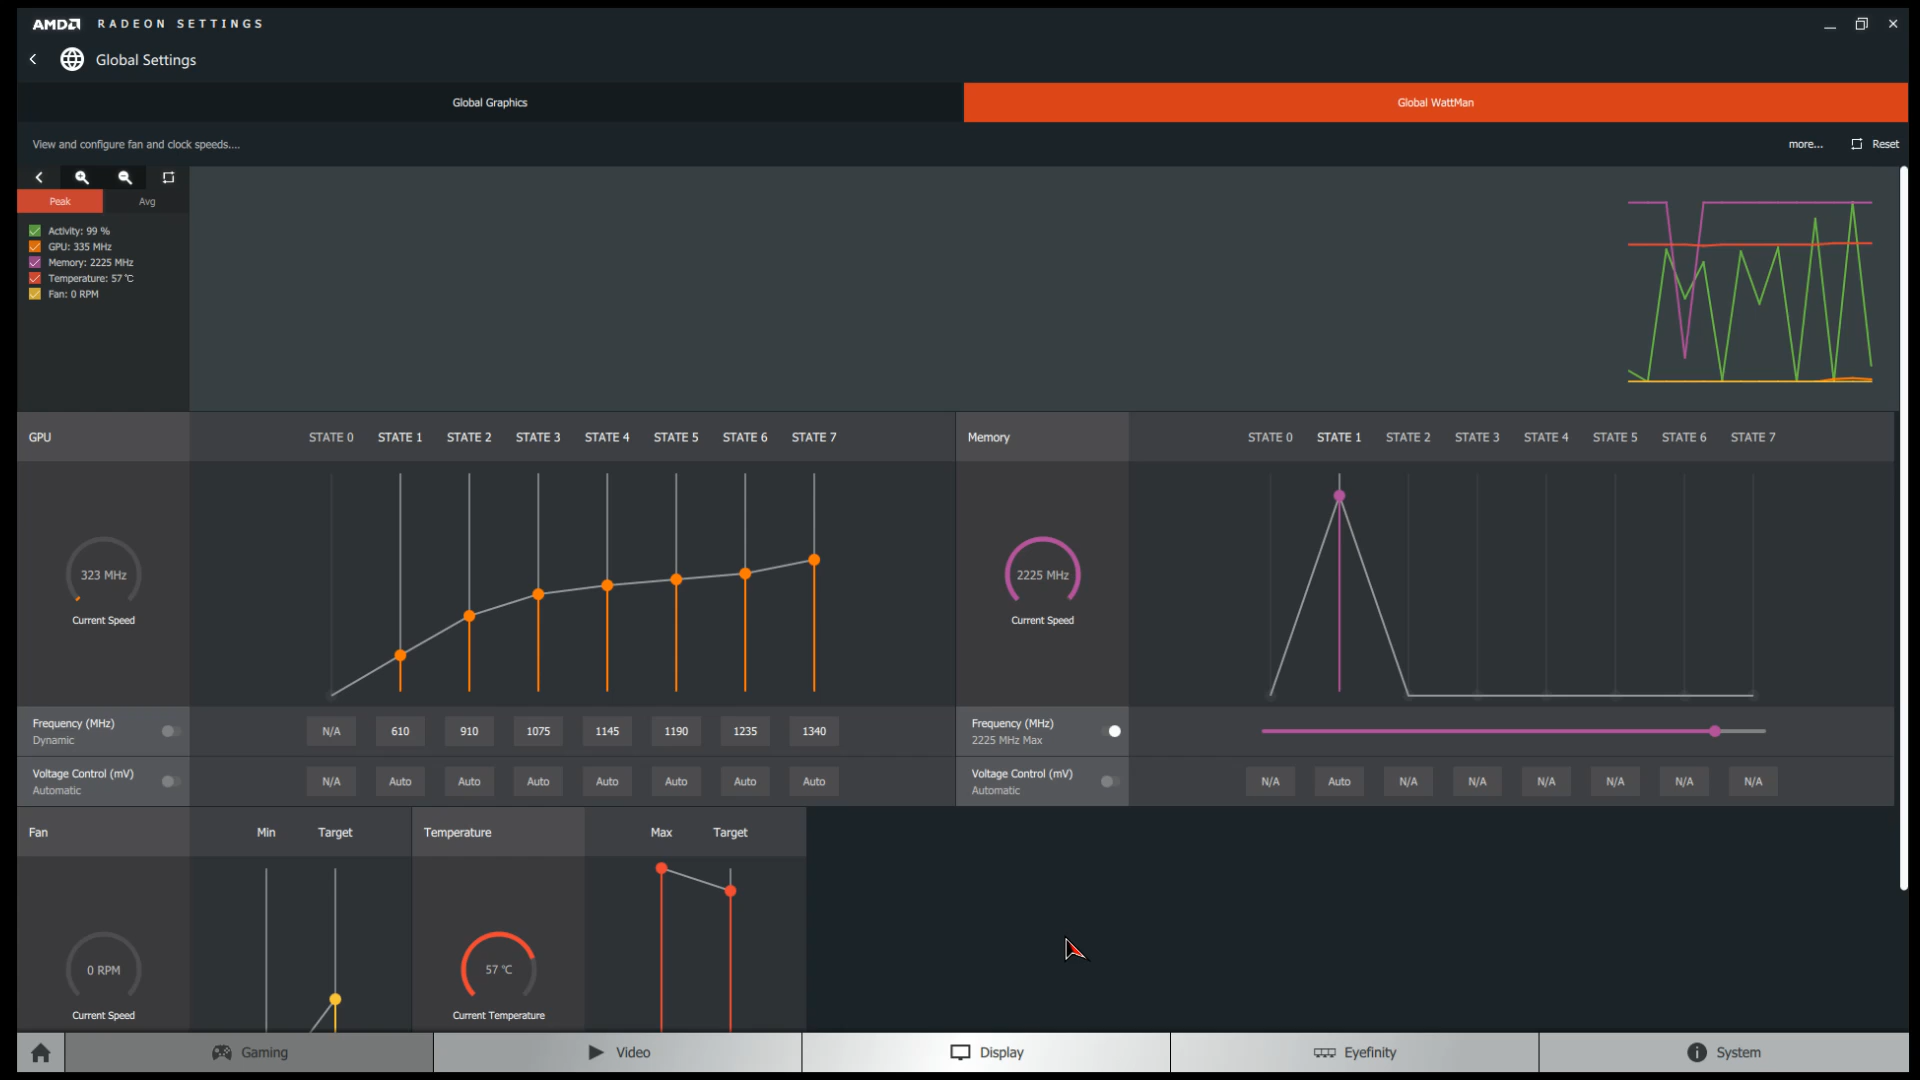 AMD RADEON SETTINGS
Global Settings
Global Graphics
Global WattMan
View and configure fan and clock speeds....
more...
Reset
Peak
Avg
Activity: 99 %
GPU: 335 MHz
Memory: 2225 MHz
Temperature: 57 °C
Fan: 0 RPM
GPU
STATE 0 STATE 1 STATE 2 STATE 3 STATE 4 STATE 5 STATE 6 STATE 7
323 MHz
Current Speed
Frequency (MHz)
Dynamic
N/A 610 910 1075 1145 1190 1235 1340
Voltage Control (mV)
Automatic
N/A Auto Auto Auto Auto Auto Auto Auto
Memory
STATE 0 STATE 1 STATE 2 STATE 3 STATE 4 STATE 5 STATE 6 STATE 7
2225 MHz
Current Speed
Frequency (MHz)
2225 MHz Max
Voltage Control (mV)
Automatic
N/A Auto N/A N/A N/A N/A N/A N/A
Fan
Min Target
0 RPM
Current Speed
Temperature
Max Target
57 °C
Current Temperature
Gaming
Video
Display
Eyefinity
System